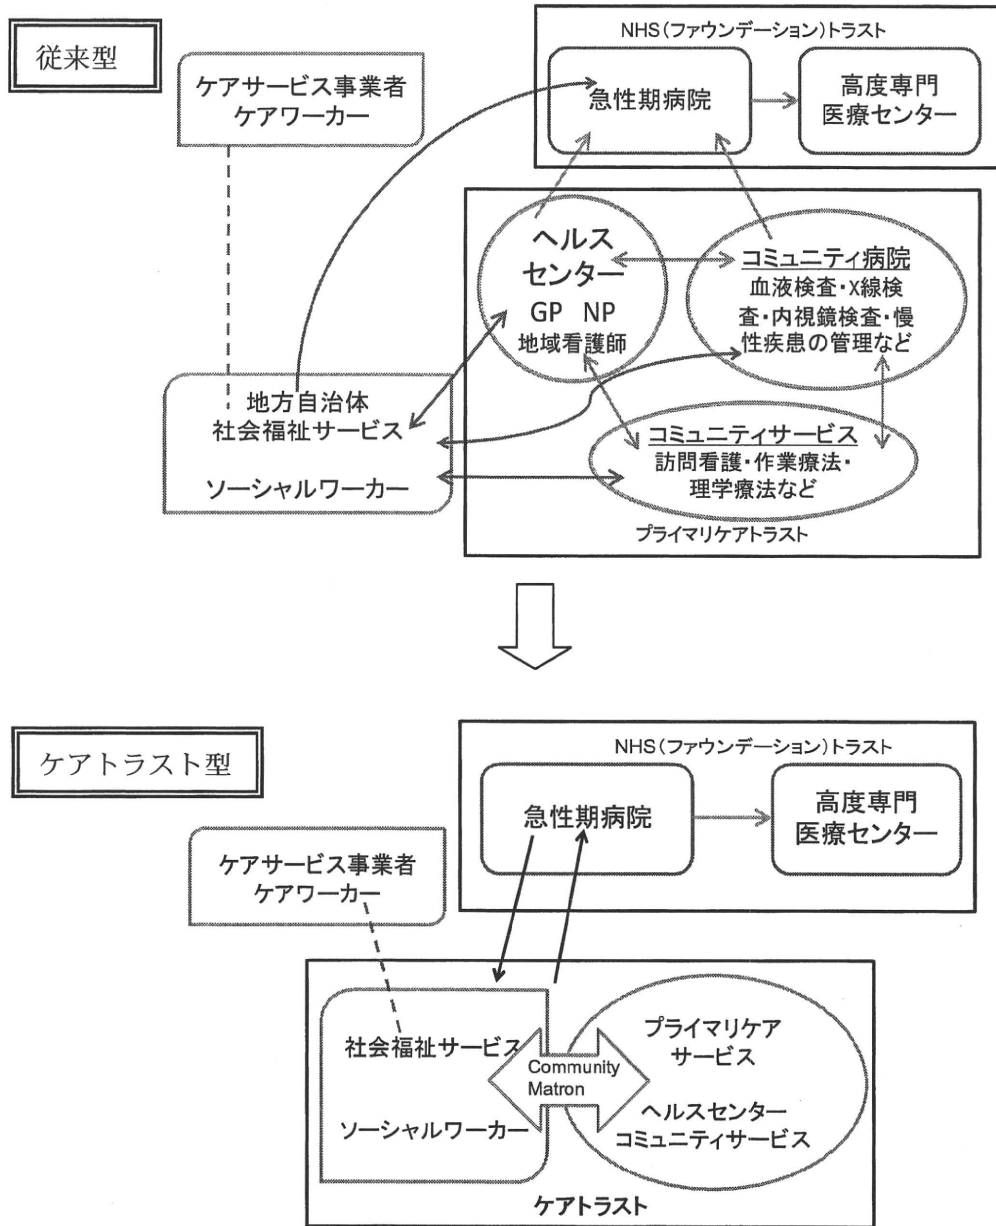 従来型
ケアサービス事業者
ケアワーカー
NHS(ファウンデーション)トラスト
急性期病院
高度専門
医療センター
ヘルス
センター
GP NP
地域看護師
コミュニティ病院
血液検査・X線検
査・内視鏡検査・慢
性疾患の管理など
地方自治体
社会福祉サービス
ソーシャルワーカー
コミュニティサービス
訪問看護・作業療法・
理学療法など
プライマリケアトラスト
ケアトラスト型
NHS(ファウンデーション)トラスト
急性期病院
高度専門
医療センター
ケアサービス事業者
ケアワーカー
社会福祉サービス
ソーシャルワーカー
Community
Matron
プライマリケア
サービス
ヘルスセンター
コミュニティサービス
ケアトラスト